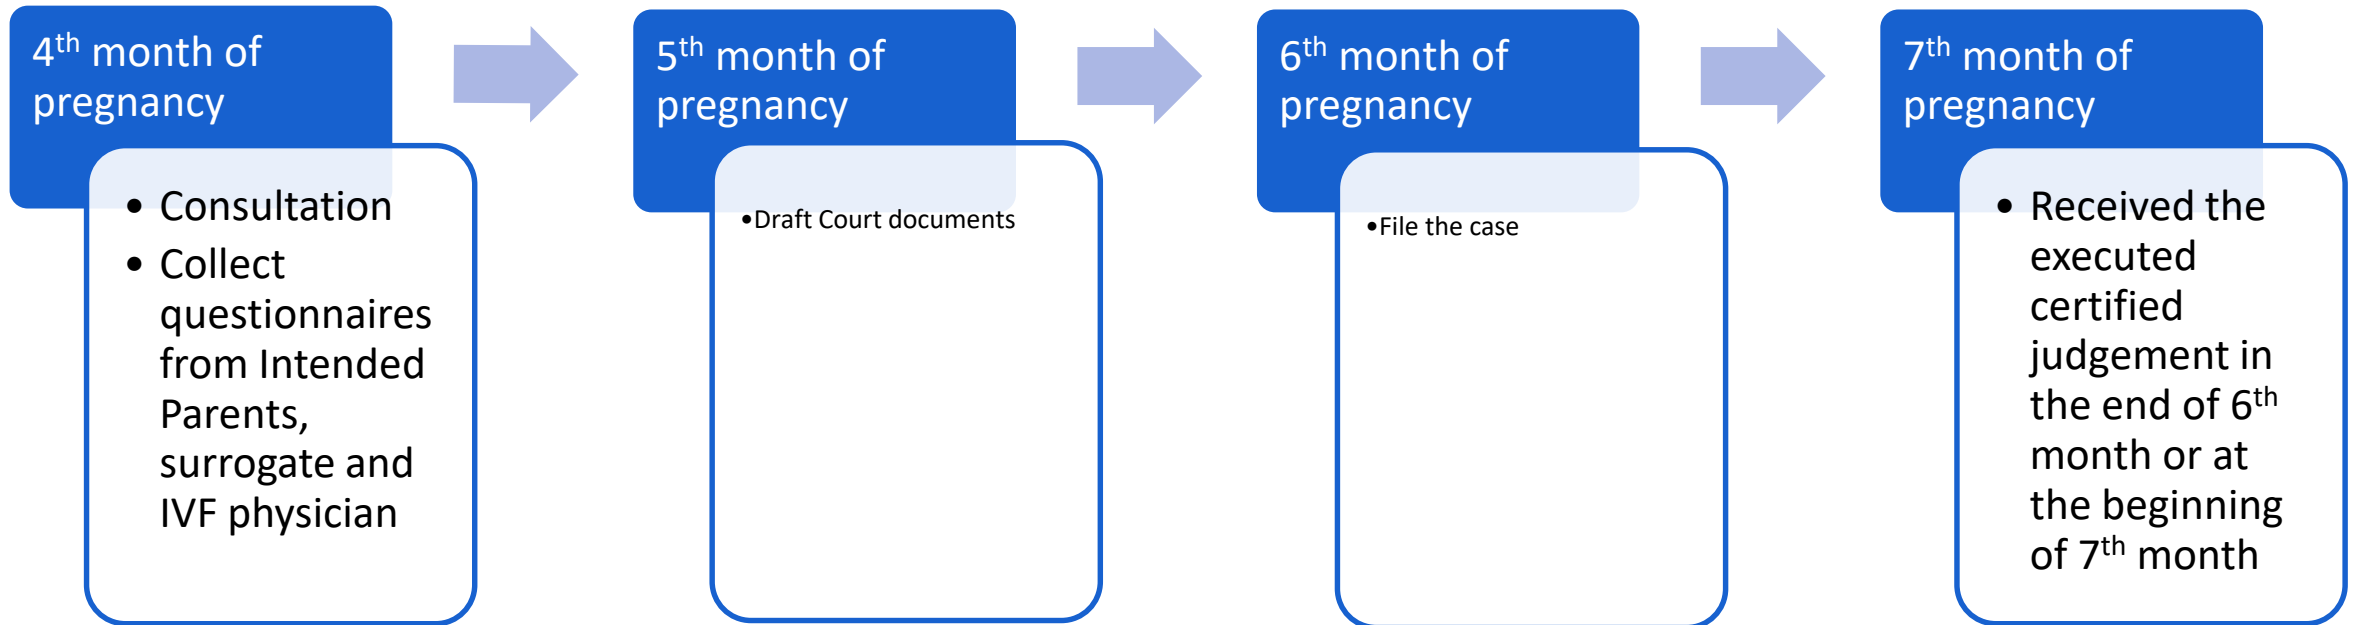 4th month of
pregnancy
• Consultation
• Collect
questionnaires
from Intended
Parents,
surrogate and
IVF physician
5th month of
pregnancy
•Draft Court documents
6th month of
pregnancy
•File the case
7th month of
pregnancy
• Received the
executed
certified
judgement in
the end of 6th
month or at
the beginning
of 7th month